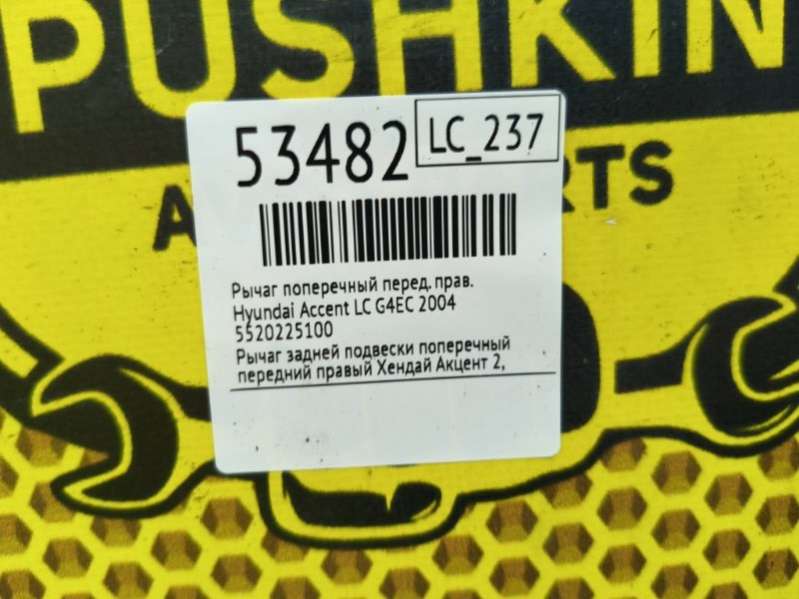 PUSHKIN
53482
LC_237
A RTS
Рычаг поперечный перед. прав.
Hyundai Accent LC G4EC 2004
5520225100
Рычаг задней подвески поперечный
передний правый Хендай Акцент 2,